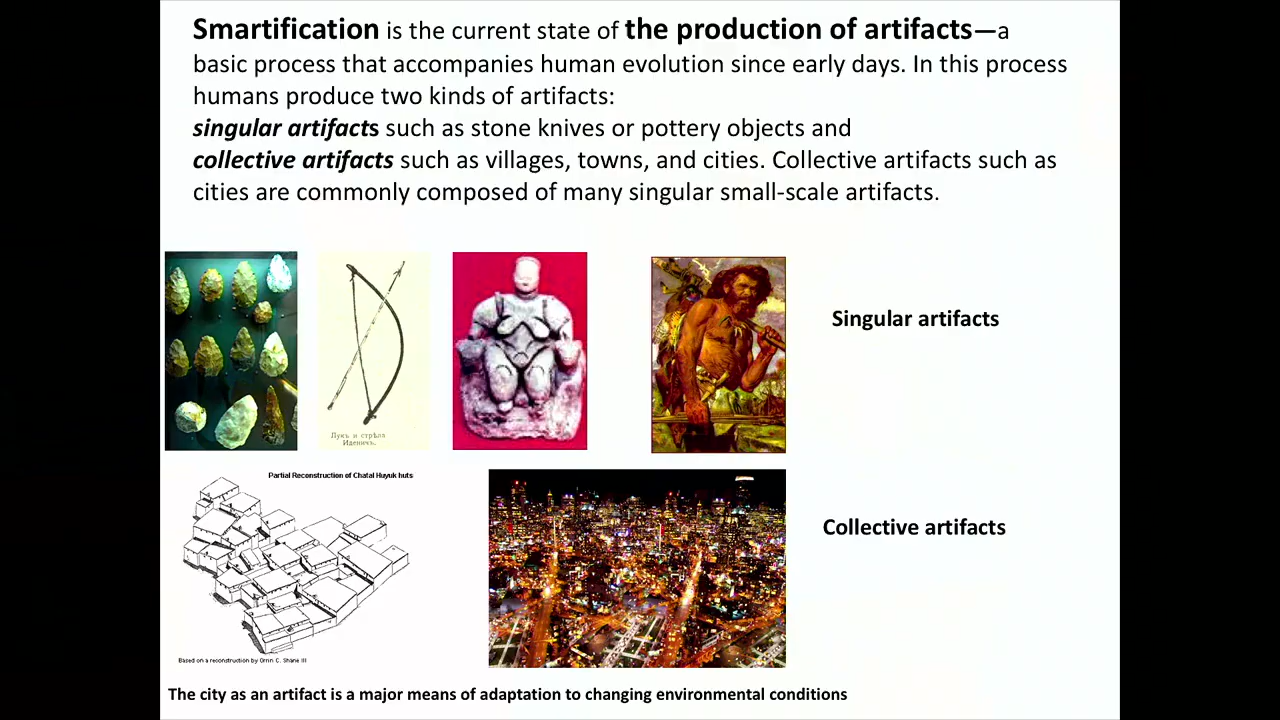 Smartification is the current state of the production of artifacts—a
basic process that accompanies human evolution since early days. In this process
humans produce two kinds of artifacts:
singular artifacts such as stone knives or pottery objects and
collective artifacts such as villages, towns, and cities. Collective artifacts such as
cities are commonly composed of many singular small-scale artifacts.
Singular artifacts
Лукъ и стрѣла
Partial Reconstruction of Chatal Huyuk huts
Collective artifacts
Based on a reconstruction by Orrin C. Shane III
The city as an artifact is a major means of adaptation to changing environmental conditions